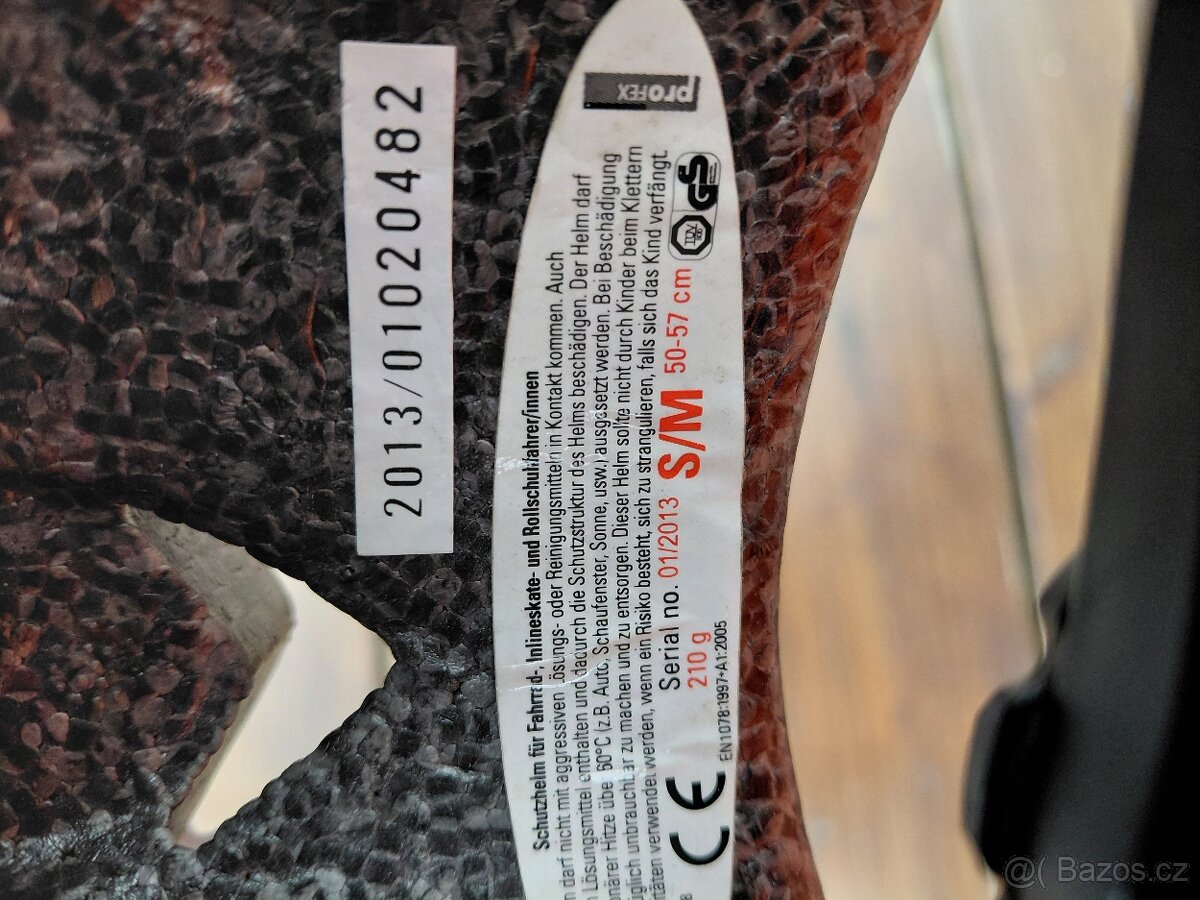 2013/01020482
proFEX
Schutzhelm für Fahrrad-, Inlineskate- und Rollschuhfahrer/innen
darf nicht mit aggressiven Lösungs- oder Reinigungsmitteln in Kontakt kommen. Auch
Lösungsmittel enthalten und dadurch die Schutzstruktur des Helms beschädigen. Der Helm darf
Hitze über 60°C (z.B. Auto, Schaufenster, Sonne, usw.) ausgesetzt werden. Bei Beschädigung
unbrauchbar zu machen und zu entsorgen. Dieser Helm sollte nicht durch Kinder beim Klettern
verwendet werden, wenn ein Risiko besteht, sich zu strangulieren, falls sich das Kind verfängt.
Serial no. 01/2013 S/M 50-57 cm
TÜV GS
210 g
CE EN1078:1997+A1:2005
@( Bazos.cz